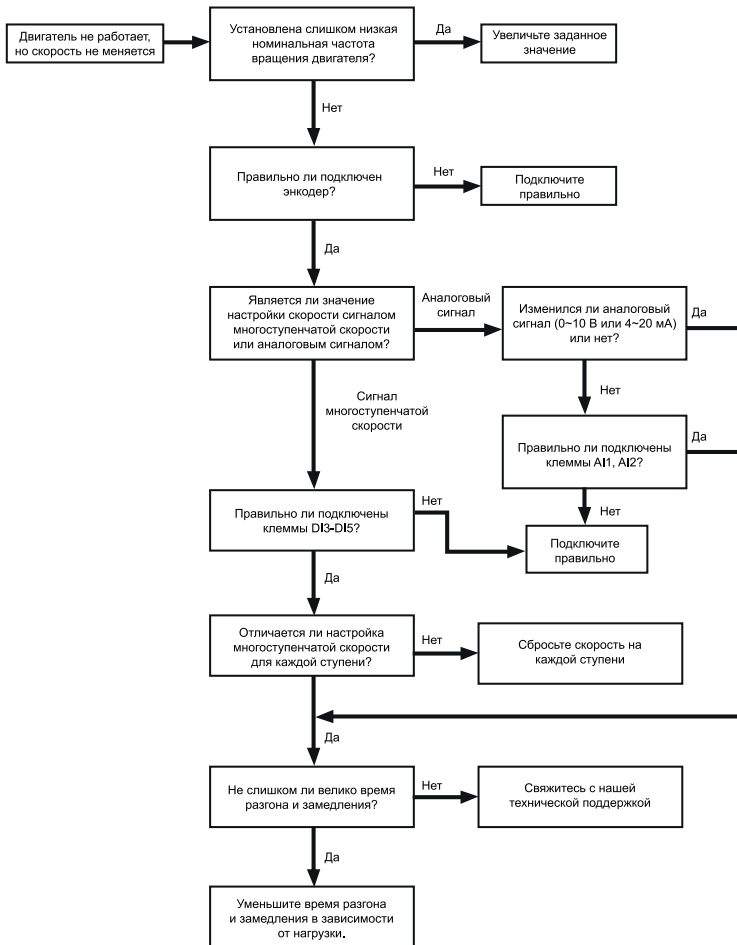 Двигатель не работает,
но скорость не меняется
Установлена слишком низкая
номинальная частота
вращения двигателя?
Да
Увеличьте заданное
значение
Нет
Правильно ли подключен
энкодер?
Нет
Подключите
правильно
Да
Является ли значение
настройки скорости сигналом
многоступенчатой скорости
или аналоговым сигналом?
Аналоговый
сигнал
Изменился ли аналоговый
сигнал (0~10 В или 4~20 мА)
или нет?
Да
Нет
Сигнал
многоступенчатой
скорости
Правильно ли подключены
клеммы AI1, AI2?
Да
Нет
Правильно ли подключены
клеммы DI3-DI5?
Нет
Подключите
правильно
Да
Отличается ли настройка
многоступенчатой скорости
для каждой ступени?
Нет
Сбросьте скорость на
каждой ступени
Да
Не слишком ли велико время
разгона и замедления?
Нет
Свяжитесь с нашей
технической поддержкой
Да
Уменьшите время разгона
и замедления в зависимости
от нагрузки.